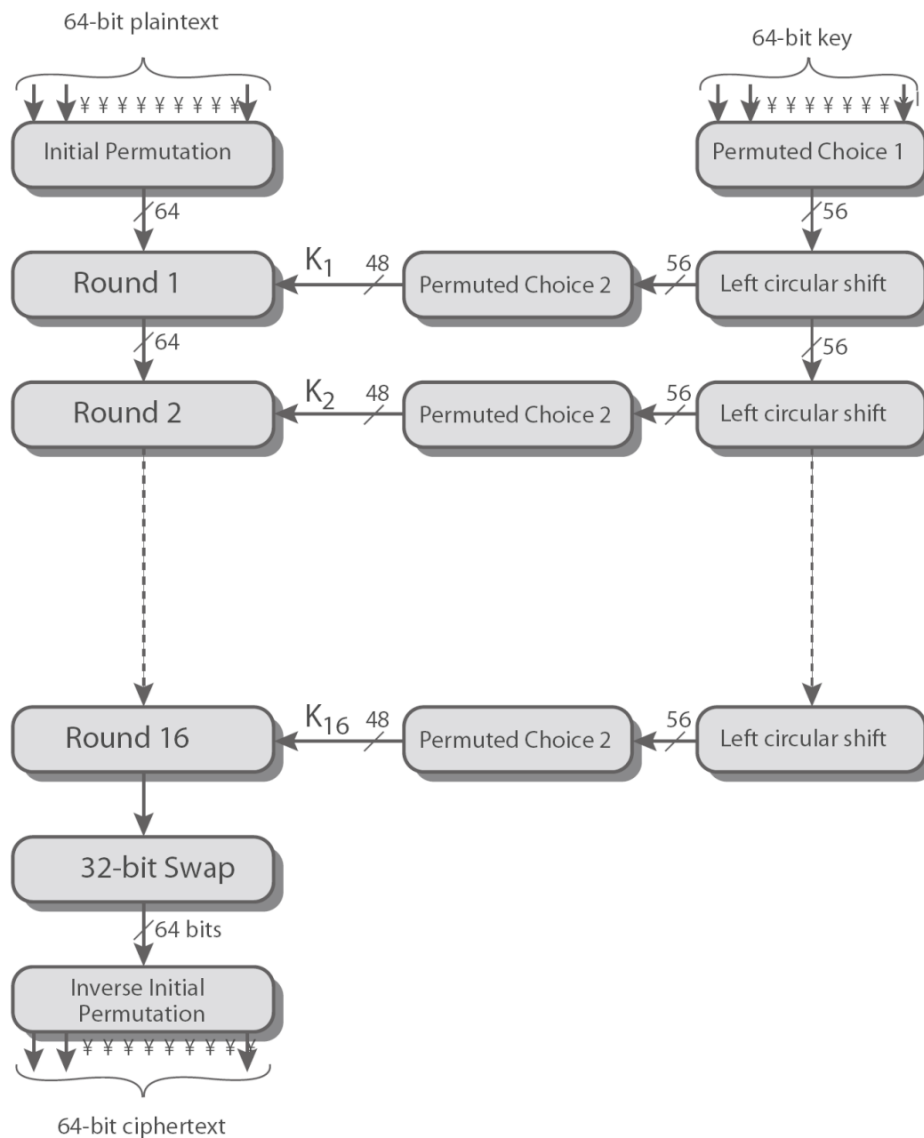 64-bit plaintext
64-bit key
¥ ¥ ¥ ¥ ¥ ¥ ¥ ¥ ¥
¥ ¥ ¥ ¥ ¥ ¥ ¥ ¥
Initial Permutation
Permuted Choice 1
64
56
Round 1
K1
48
Permuted Choice 2
56
Left circular shift
64
56
Round 2
K2
48
Permuted Choice 2
56
Left circular shift
Round 16
K16
48
Permuted Choice 2
56
Left circular shift
32-bit Swap
64 bits
Inverse Initial
Permutation
¥ ¥ ¥ ¥ ¥ ¥ ¥ ¥ ¥
64-bit ciphertext